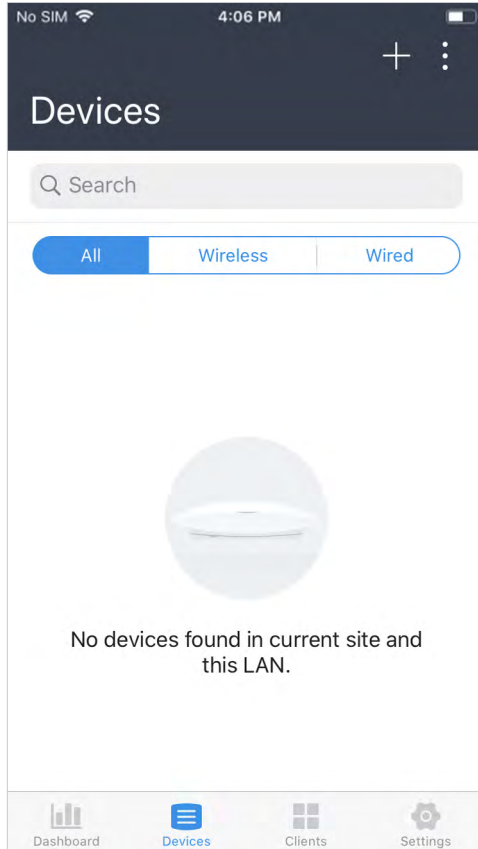 No SIM 4:06 PM
Devices
Search
All Wireless Wired
No devices found in current site and
this LAN.
Dashboard Devices Clients Settings